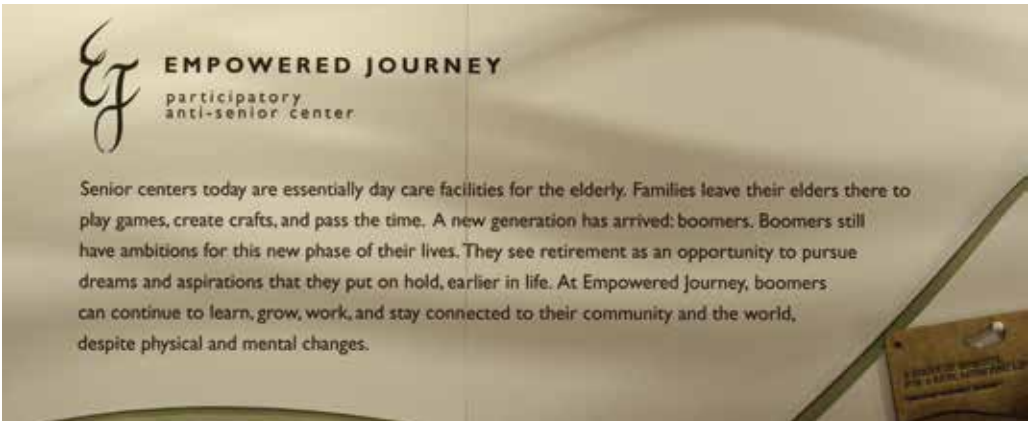 EJ
EMPOWERED JOURNEY
participatory
anti-senior center
Senior centers today are essentially day care facilities for the elderly. Families leave their elders there to
play games, create crafts, and pass the time. A new generation has arrived: boomers. Boomers still
have ambitions for this new phase of their lives. They see retirement as an opportunity to pursue
dreams and aspirations that they put on hold, earlier in life. At Empowered Journey, boomers
can continue to learn, grow, work, and stay connected to their community and the world,
despite physical and mental changes.